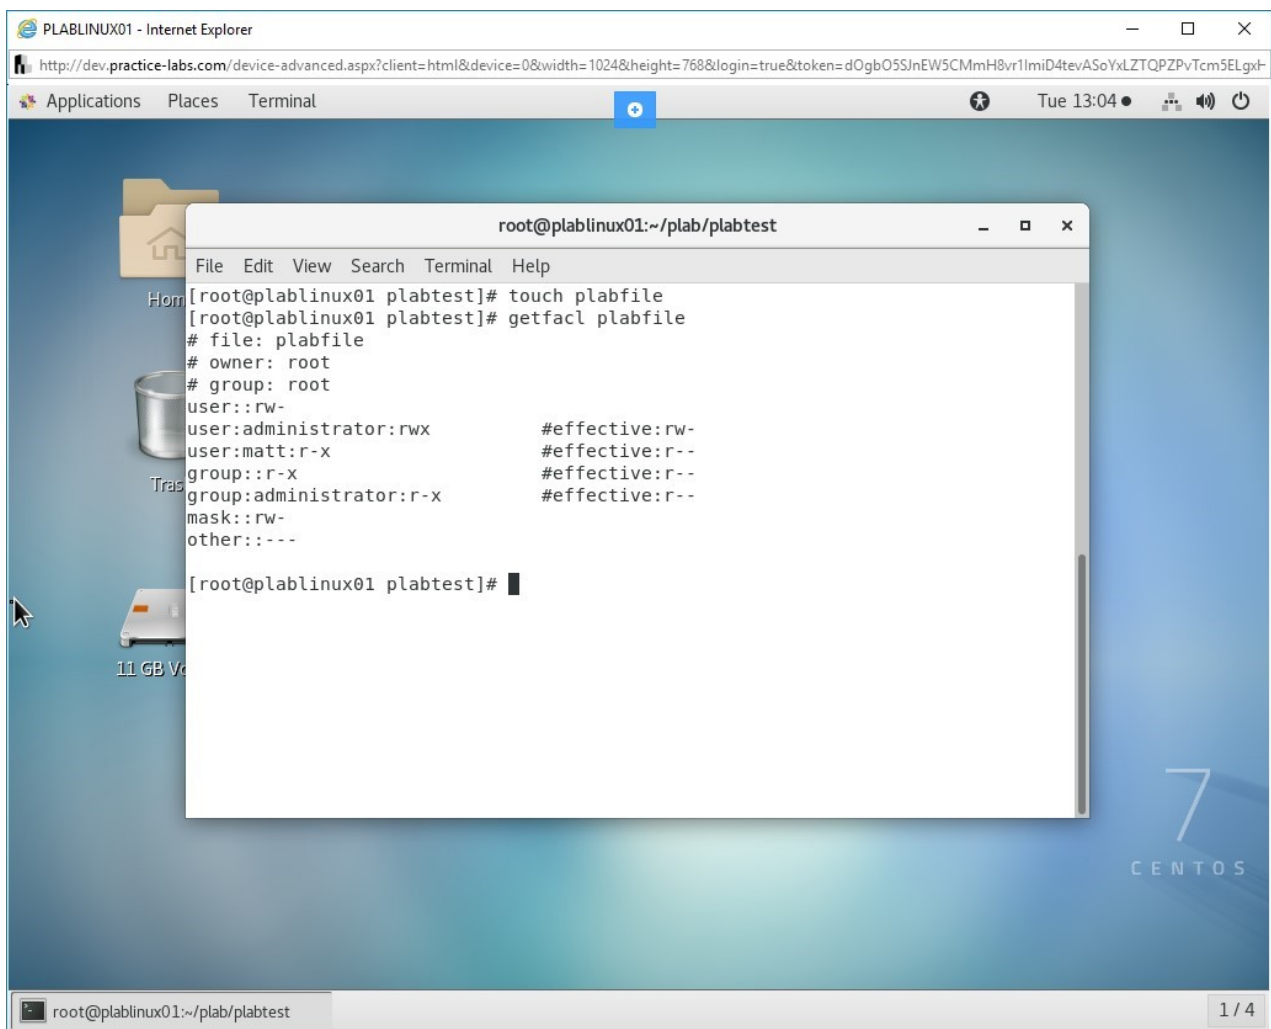 PLABLINUX01 - Internet Explorer
http://dev.practice-labs.com/device-advanced.aspx?client=html&device=0&width=1024&height=768&login=true&token=
Applications Places Terminal Tue 13:04
root@plablinux01:~/plab/plabtest
File Edit View Search Terminal Help
[root@plablinux01 plabtest]# touch plabfile
[root@plablinux01 plabtest]# getfacl plabfile
# file: plabfile
# owner: root
# group: root
user::rw-
user:administrator:rwx #effective:rw-
user:matt:r-x #effective:r--
group::r-x #effective:r--
group:administrator:r-x #effective:r--
mask::rw-
other::---
[root@plablinux01 plabtest]#
Hom
Tras
11 GB Vo
7
CENTOS
root@plablinux01:~/plab/plabtest
1 / 4